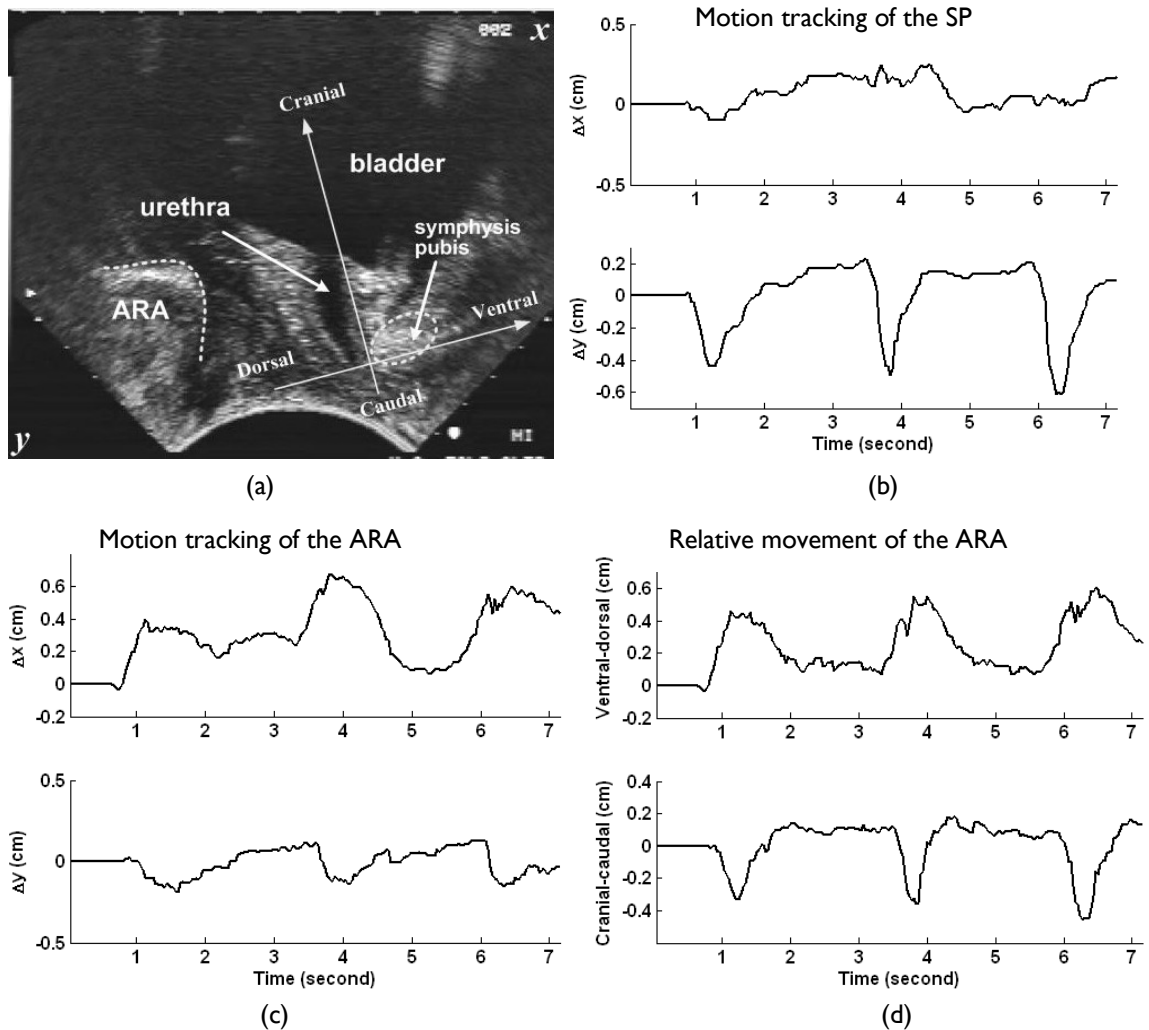 002 x
Cranial
bladder
urethra
symphysis
pubis
ARA
Ventral
Dorsal
Caudal
y
(a)
Motion tracking of the SP
0.5
0
-0.5
Δx (cm)
1 2 3 4 5 6 7
0.2
0
-0.2
-0.4
-0.6
Δy (cm)
1 2 3 4 5 6 7
Time (second)
(b)
Motion tracking of the ARA
0.6
0.4
0.2
0
-0.2
Δx (cm)
1 2 3 4 5 6 7
0.5
0
-0.5
Δy (cm)
1 2 3 4 5 6 7
Time (second)
(c)
Relative movement of the ARA
0.6
0.4
0.2
0
-0.2
Ventral-dorsal (cm)
1 2 3 4 5 6 7
0.4
0.2
0
-0.2
-0.4
Cranial-caudal (cm)
1 2 3 4 5 6 7
Time (second)
(d)